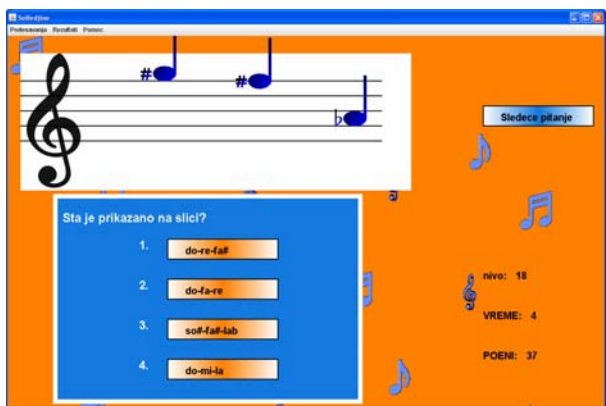 Solfedjino
Podesavanja Rezultati Pomoc
# # b
Sledece pitanje
Sta je prikazano na slici?
1. do-re-fa#
2. do-fa-re
3. so#-fa#-lab
4. do-mi-la
nivo: 18
VREME: 4
POENI: 37